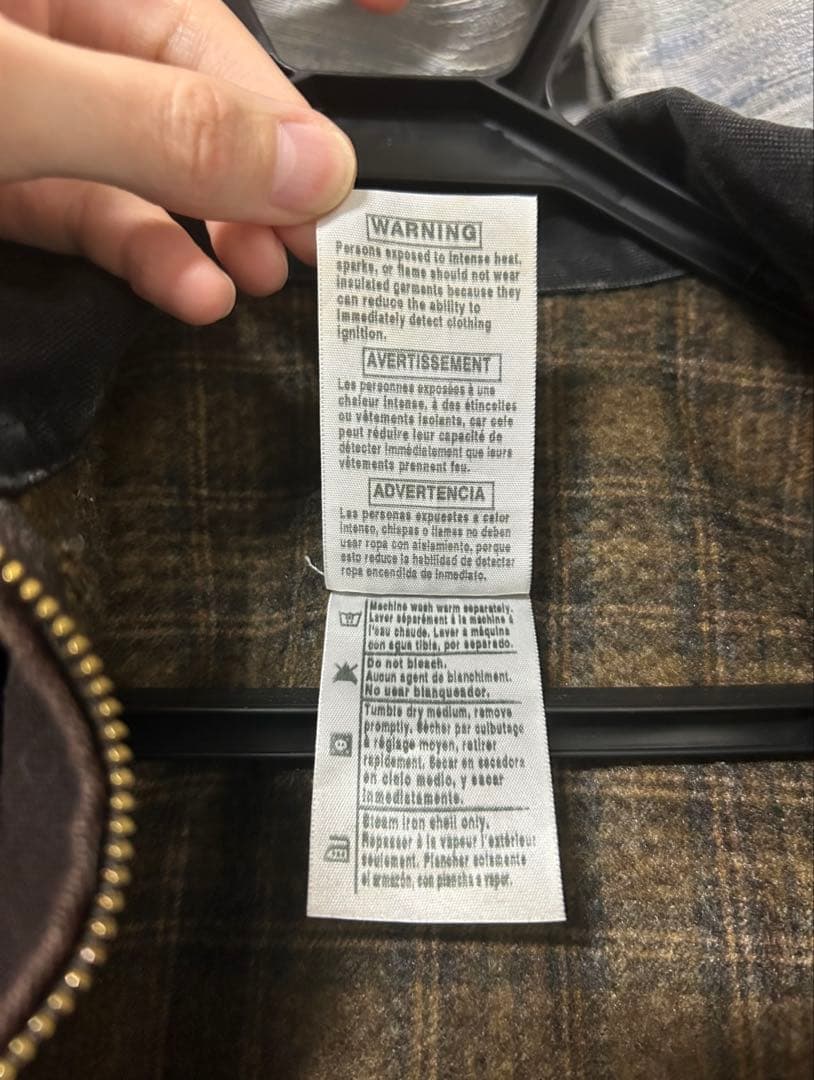 WARNING
Persons exposed to intense heat,
sparks, or flame should not wear
insulated garments because they
can reduce the ability to
immediately detect clothing
ignition.
AVERTISSEMENT
Les personnes exposées à une
chaleur intense, à des étincelles
ou vêtements isolants, car cele
peut réduire leur capacité de
détecter immédiatement que leurs
vêtements prennent feu.
ADVERTENCIA
Las personas expuestas a calor
intenso, chispas o llamas no deben
usar ropa con aislamiento, porque
esto reduce la habilidad de detectar
ropa encendida de inmediato.
Machine wash warm separately.
Laver séparément à la machine à
l'eau chaude. Lavar a máquina
con agua tibia, por separado.
Do not bleach.
Aucun agent de blanchiment.
No usar blanqueador.
Tumble dry medium, remove
promptly. Sécher par culbutage
à réglage moyen, retirer
rapidement. Secar en secadora
en ciclo medio, y sacar
inmediatamente.
Steam iron shell only.
Repasser à la vapeur l'extérieur
seulement. Planchar solamente
el armazón, con plancha a vapor.